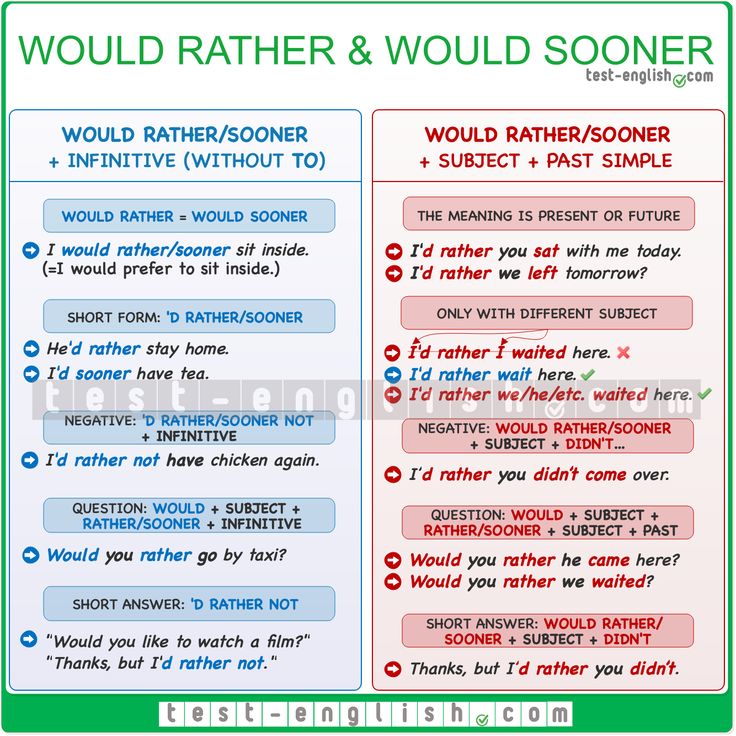 WOULD RATHER & WOULD SOONER
test-english.com
WOULD RATHER/SOONER
+ INFINITIVE (WITHOUT TO)
WOULD RATHER = WOULD SOONER
I would rather/sooner sit inside.
(=I would prefer to sit inside.)
SHORT FORM: 'D RATHER/SOONER
He'd rather stay home.
I'd sooner have tea.
NEGATIVE: 'D RATHER/SOONER NOT
+ INFINITIVE
I'd rather not have chicken again.
QUESTION: WOULD + SUBJECT +
RATHER/SOONER + INFINITIVE
Would you rather go by taxi?
SHORT ANSWER: 'D RATHER NOT
"Would you like to watch a film?"
"Thanks, but I'd rather not."
WOULD RATHER/SOONER
+ SUBJECT + PAST SIMPLE
THE MEANING IS PRESENT OR FUTURE
I'd rather you sat with me today.
I'd rather we left tomorrow?
ONLY WITH DIFFERENT SUBJECT
I'd rather I waited here. ❌
I'd rather wait here. ✔
I'd rather we/he/etc. waited here. ✔
NEGATIVE: WOULD RATHER/SOONER
+ SUBJECT + DIDN'T...
I'd rather you didn't come over.
QUESTION: WOULD + SUBJECT +
RATHER/SOONER + SUBJECT + PAST
Would you rather he came here?
Would you rather we waited?
SHORT ANSWER: WOULD RATHER/
SOONER + SUBJECT + DIDN'T
Thanks, but I'd rather you didn't.
test-english.com
test-english.com